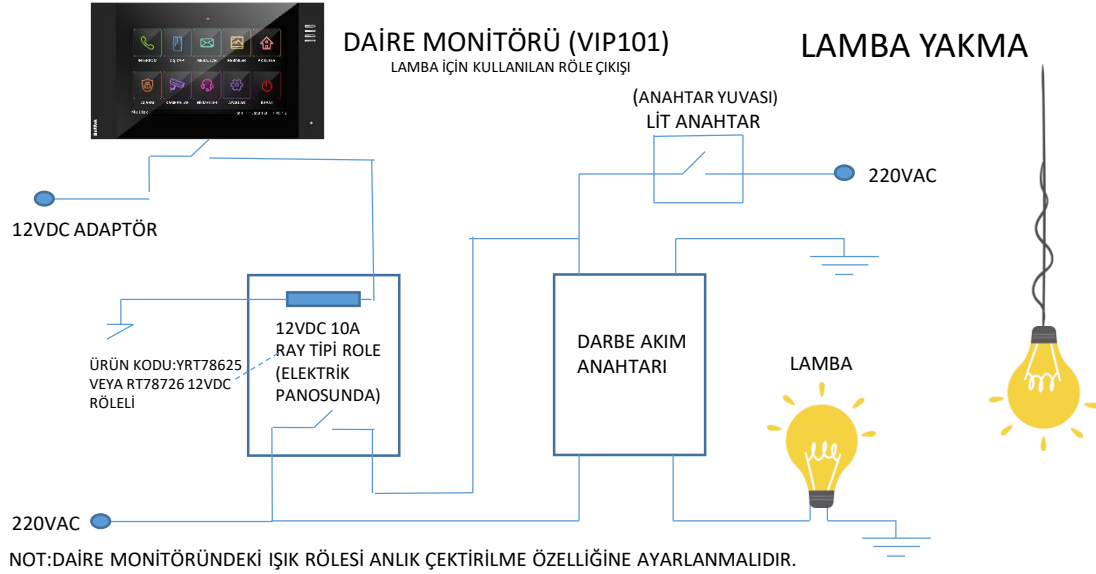 DAİRE MONİTÖRÜ (VIP101)
LAMBA İÇİN KULLANILAN RÖLE ÇIKIŞI
LAMBA YAKMA
(ANAHTAR YUVASI)
LİT ANAHTAR
220VAC
12VDC ADAPTÖR
12VDC 10A
RAY TİPİ ROLE
(ELEKTRİK
PANOSUNDA)
ÜRÜN KODU:YRT78625
VEYA RT78726 12VDC
RÖLELİ
DARBE AKIM
ANAHTARI
LAMBA
220VAC
NOT:DAİRE MONİTÖRÜNDEKİ IŞIK RÖLESİ ANLIK ÇEKTİRİLME ÖZELLİĞİNE AYARLANMALIDIR.